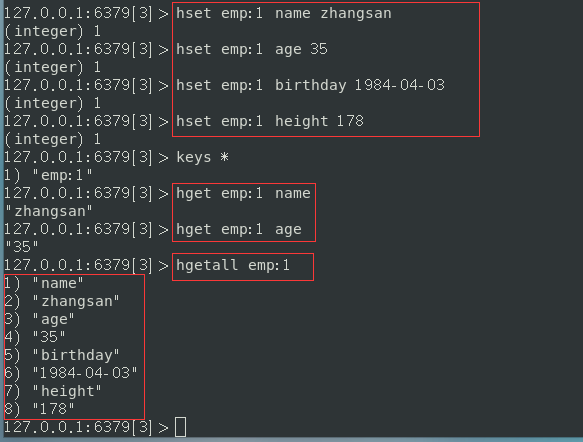 127.0.0.1:6379[3]> hset emp:1 name zhangsan
(integer) 1
127.0.0.1:6379[3]> hset emp:1 age 35
(integer) 1
127.0.0.1:6379[3]> hset emp:1 birthday 1984-04-03
(integer) 1
127.0.0.1:6379[3]> hset emp:1 height 178
(integer) 1
127.0.0.1:6379[3]> keys *
1) "emp:1"
127.0.0.1:6379[3]> hget emp:1 name
"zhangsan"
127.0.0.1:6379[3]> hget emp:1 age
"35"
127.0.0.1:6379[3]> hgetall emp:1
1) "name"
2) "zhangsan"
3) "age"
4) "35"
5) "birthday"
6) "1984-04-03"
7) "height"
8) "178"
127.0.0.1:6379[3]>